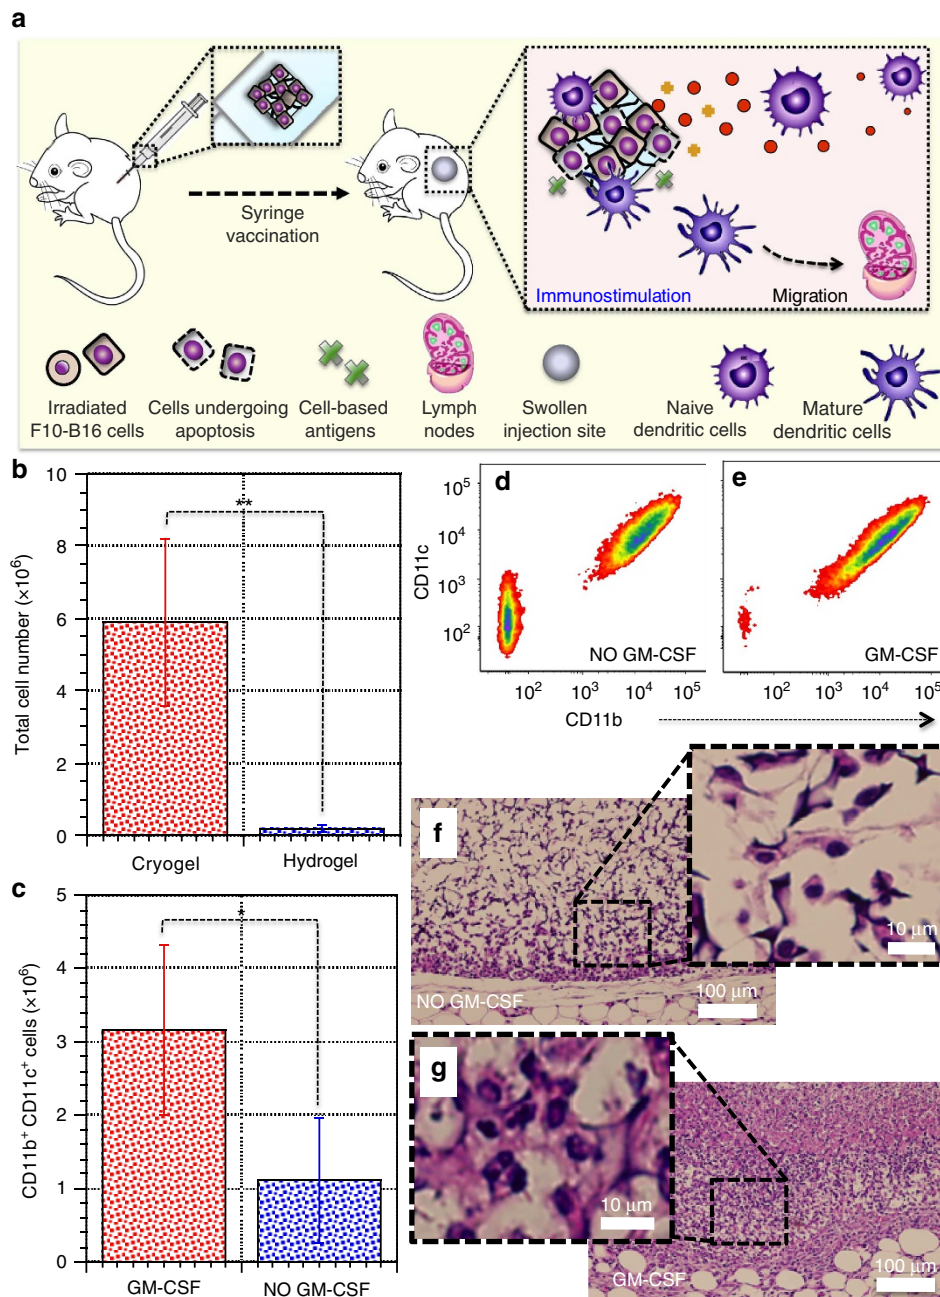 a
Syringe
vaccination
Immunostimulation
Migration
Irradiated
F10-B16 cells
Cells undergoing
apoptosis
Cell-based
antigens
Lymph
nodes
Swollen
injection site
Naive
dendritic cells
Mature
dendritic cells
b
Total cell number (×10⁶)
10
8
6
4
2
0
**
Cryogel
Hydrogel
c
CD11b⁺ CD11c⁺ cells (×10⁶)
5
4
3
2
1
0
*
GM-CSF
NO GM-CSF
d
CD11c
10⁵
10⁴
10³
10²
NO GM-CSF
10²
10³
10⁴
10⁵
e
GM-CSF
10²
10³
10⁴
10⁵
CD11b
f
NO GM-CSF
100 μm
10 μm
g
10 μm
GM-CSF
100 μm